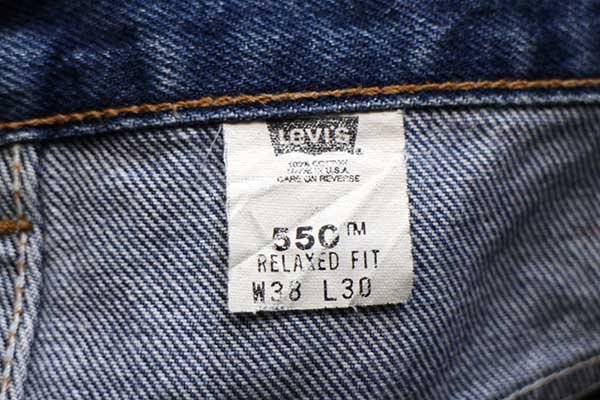 LEVI'S
®
100% COTTON
MADE IN U.S.A.
CARE ON REVERSE
550™
RELAXED FIT
W38 L30